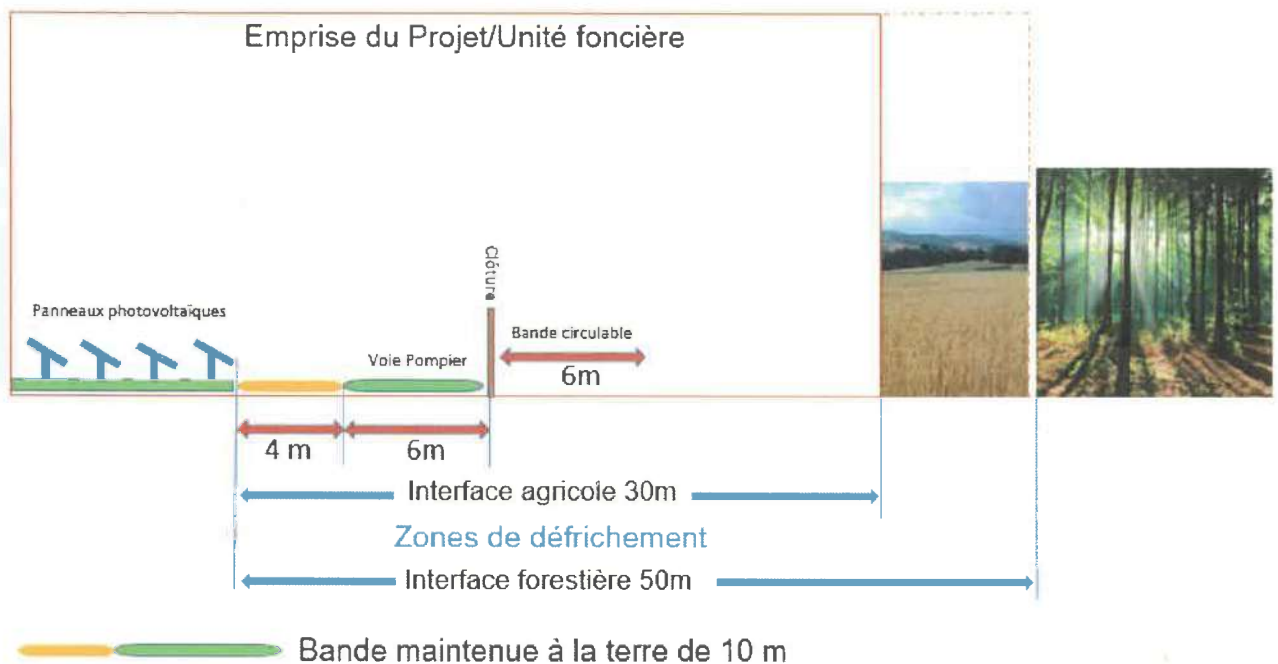 Emprise du Projet/Unité foncière
Clôture
Panneaux photovoltaïques
Bande circulable
Voie Pompier
6m
4 m
6m
Interface agricole 30m
Zones de défrichement
Interface forestière 50m
Bande maintenue à la terre de 10 m